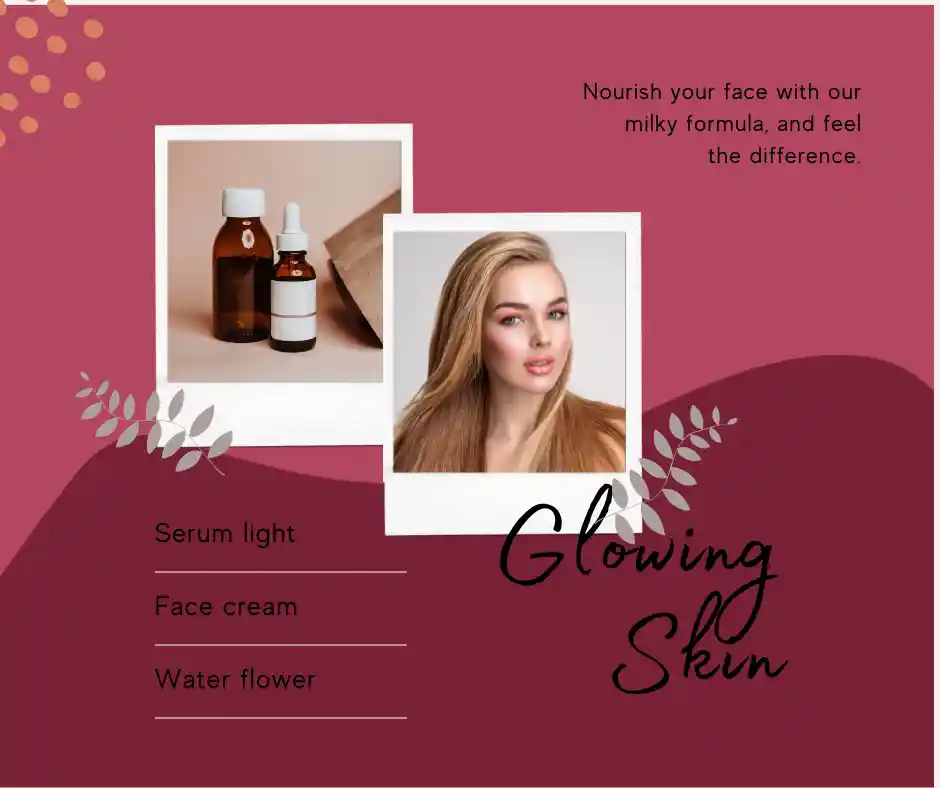 Nourish your face with our
milky formula, and feel
the difference.
Serum light
Face cream
Water flower
Glowing
Skin